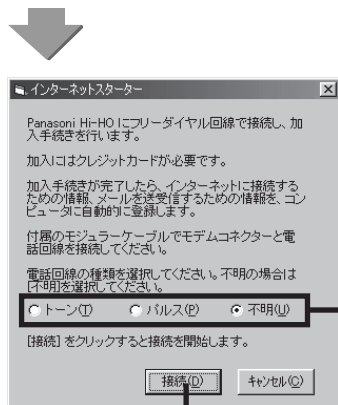 インターネットスターター
Panasoni Hi-HO にフリーダイヤル回線で接続し、加
入手続きを行います。
加入にはクレジットカードが必要です。
加入手続きが完了したら、インターネットに接続する
ための情報、メールを送受信するための情報を、コン
ピュータに自動的に登録します。
付属のモジュラーケーブルでモデムコネクターと電
話回線を接続してください。
電話回線の種類を選択してください。不明の場合は
[不明]を選択してください。
トーン(T) パルス(P) 不明(U)
[接続] をクリックすると接続を開始します。
接続(D) キャンセル(C)